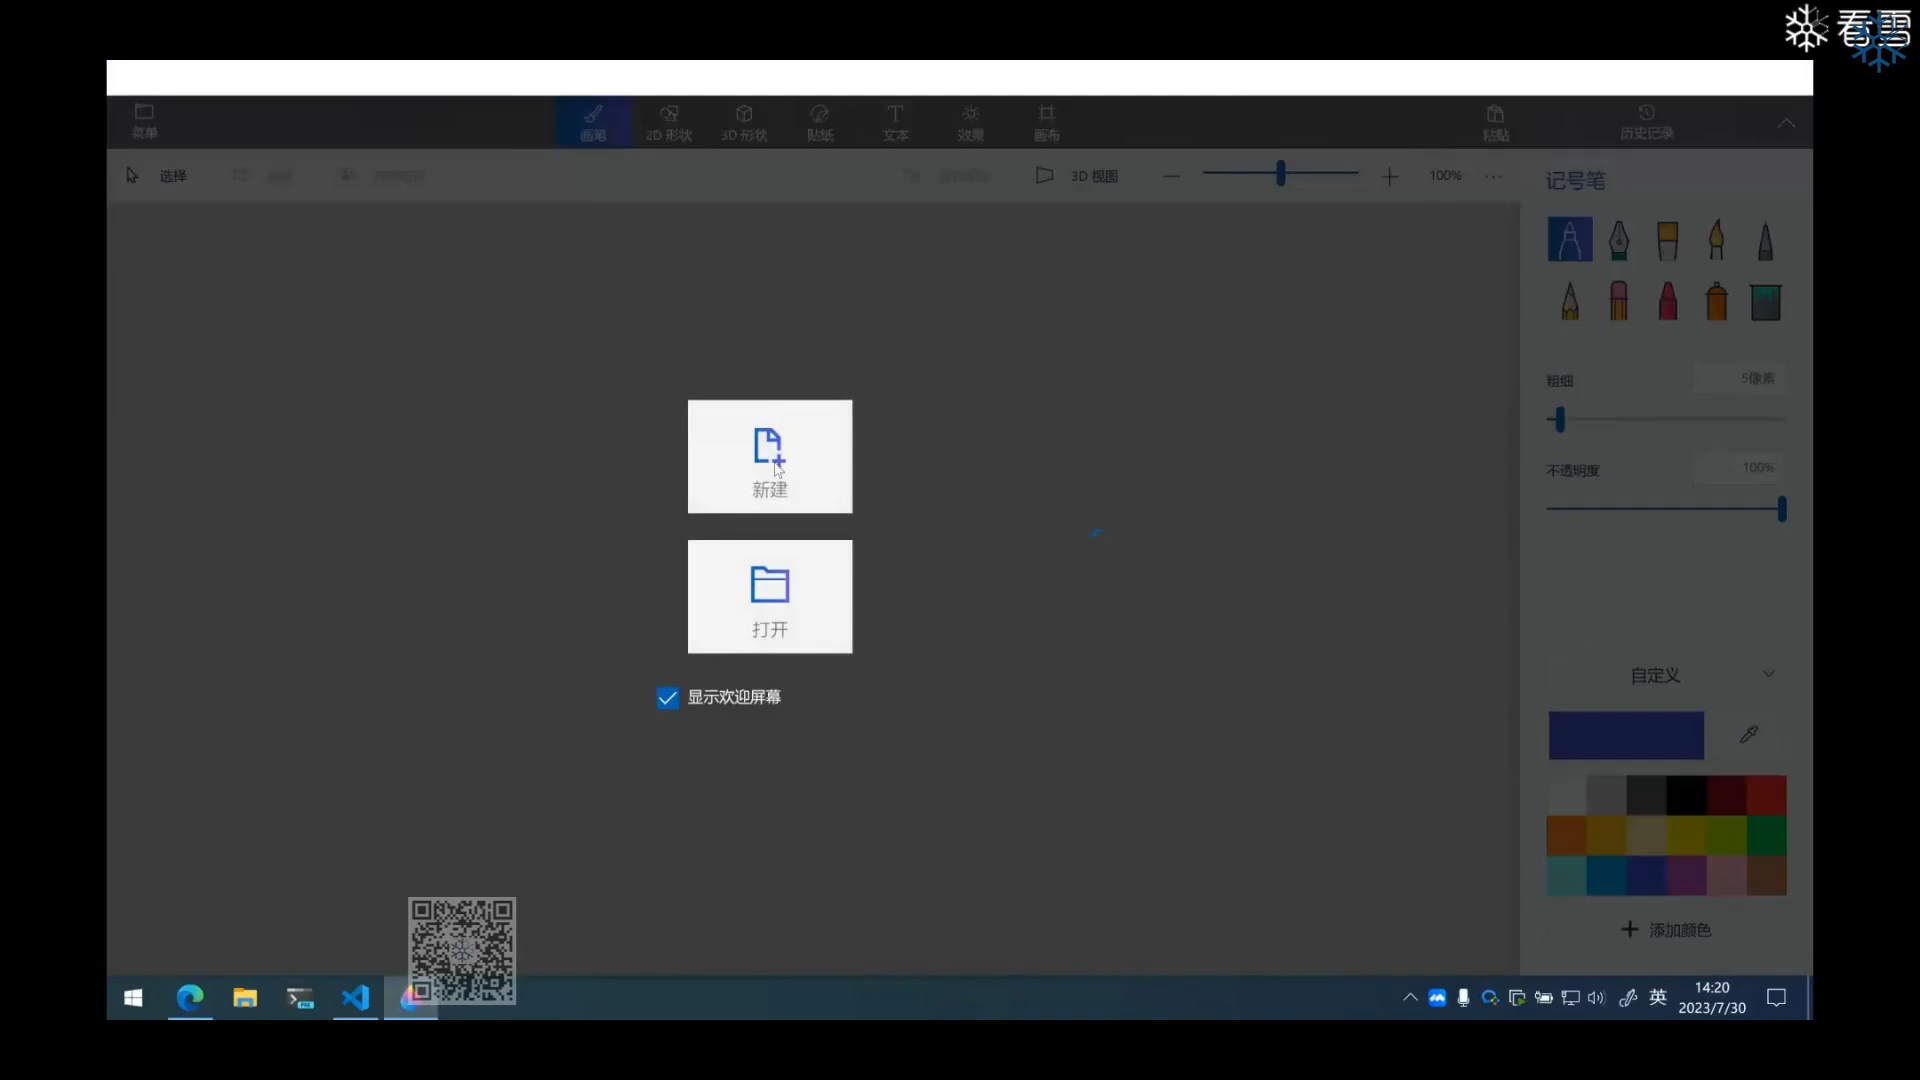 看雪
菜单
画笔
2D 形状
3D 形状
贴纸
文本
效果
画布
粘贴
历史记录
选择
3D 视图
100%
记号笔
粗细
5像素
不透明度
100%
新建
打开
显示欢迎屏幕
自定义
添加颜色
英
14:20
2023/7/30